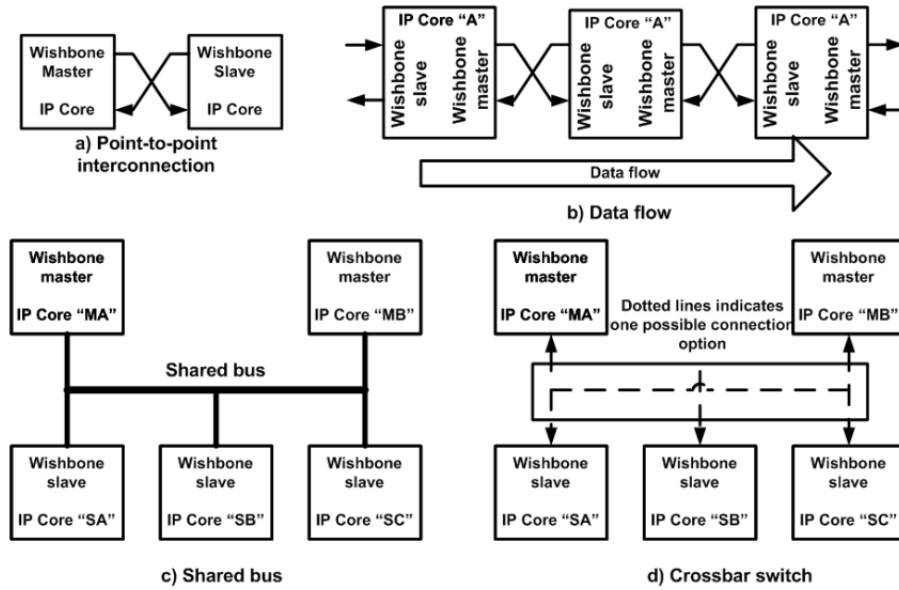 Wishbone
Master
IP Core
Wishbone
Slave
IP Core
a) Point-to-point
interconnection
IP Core “A”
Wishbone
slave
Wishbone
master
IP Core “A”
Wishbone
slave
Wishbone
master
IP Core “A”
Wishbone
slave
Wishbone
master
Data flow
b) Data flow
Wishbone
master
IP Core “MA”
Wishbone
master
IP Core “MB”
Shared bus
Wishbone
slave
IP Core “SA”
Wishbone
slave
IP Core “SB”
Wishbone
slave
IP Core “SC”
c) Shared bus
Wishbone
master
IP Core “MA”
Dotted lines indicates
one possible connection
option
Wishbone
master
IP Core “MB”
Wishbone
slave
IP Core “SA”
Wishbone
slave
IP Core “SB”
Wishbone
slave
IP Core “SC”
d) Crossbar switch